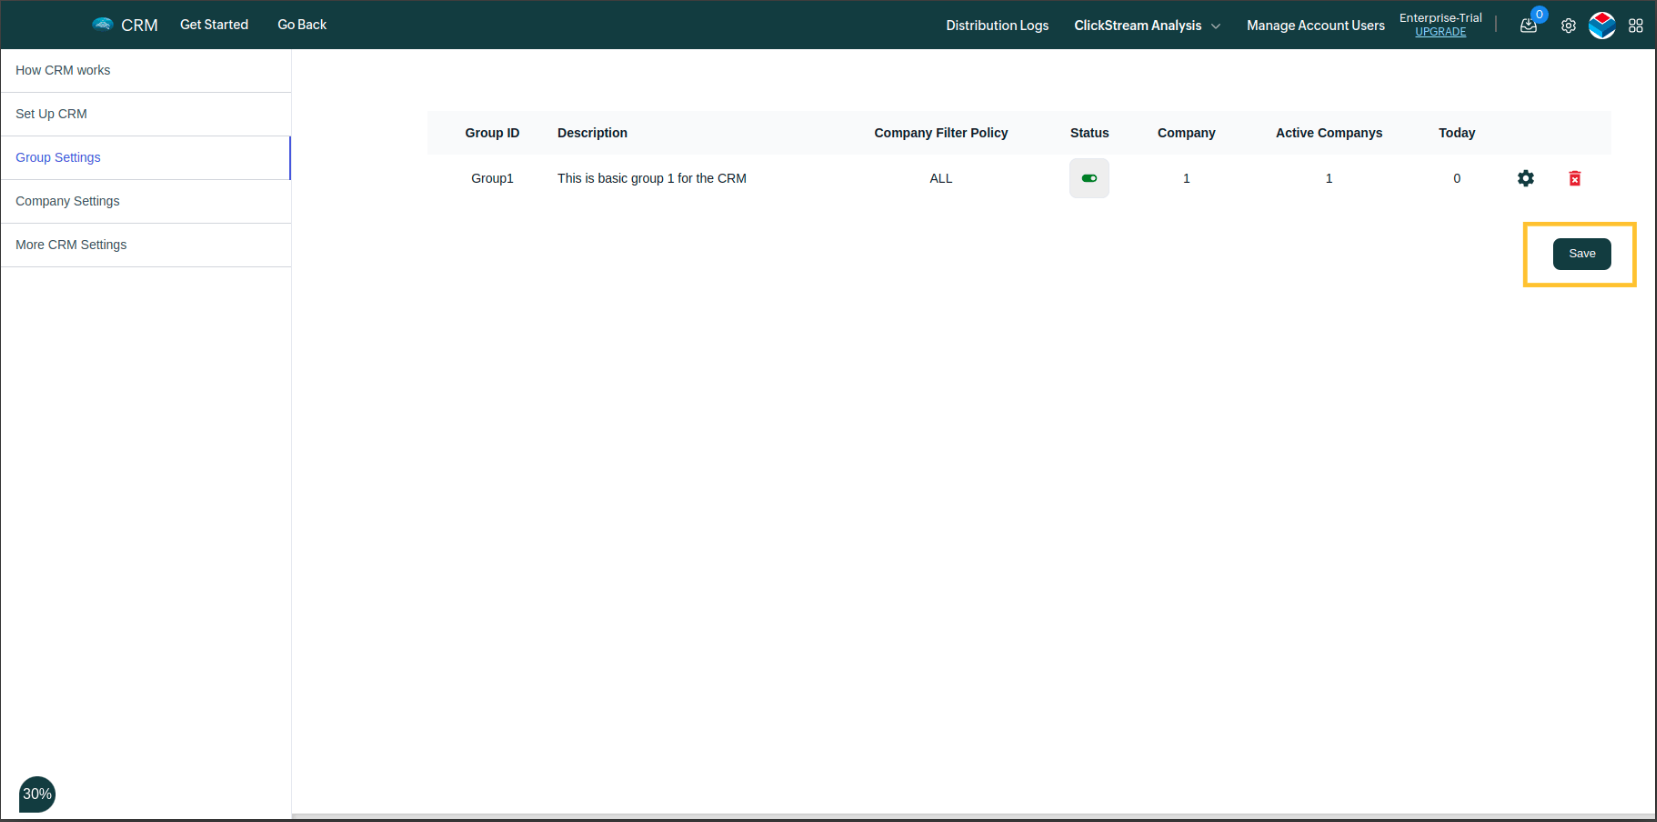 CRM Get Started Go Back Distribution Logs ClickStream Analysis Manage Account Users Enterprise-Trial 0
UPGRADE
How CRM works
Set Up CRM
Group Settings
Company Settings
More CRM Settings
Group ID Description Company Filter Policy Status Company Active Companys Today
Group1 This is basic group 1 for the CRM ALL 1 1 0
Save
30%